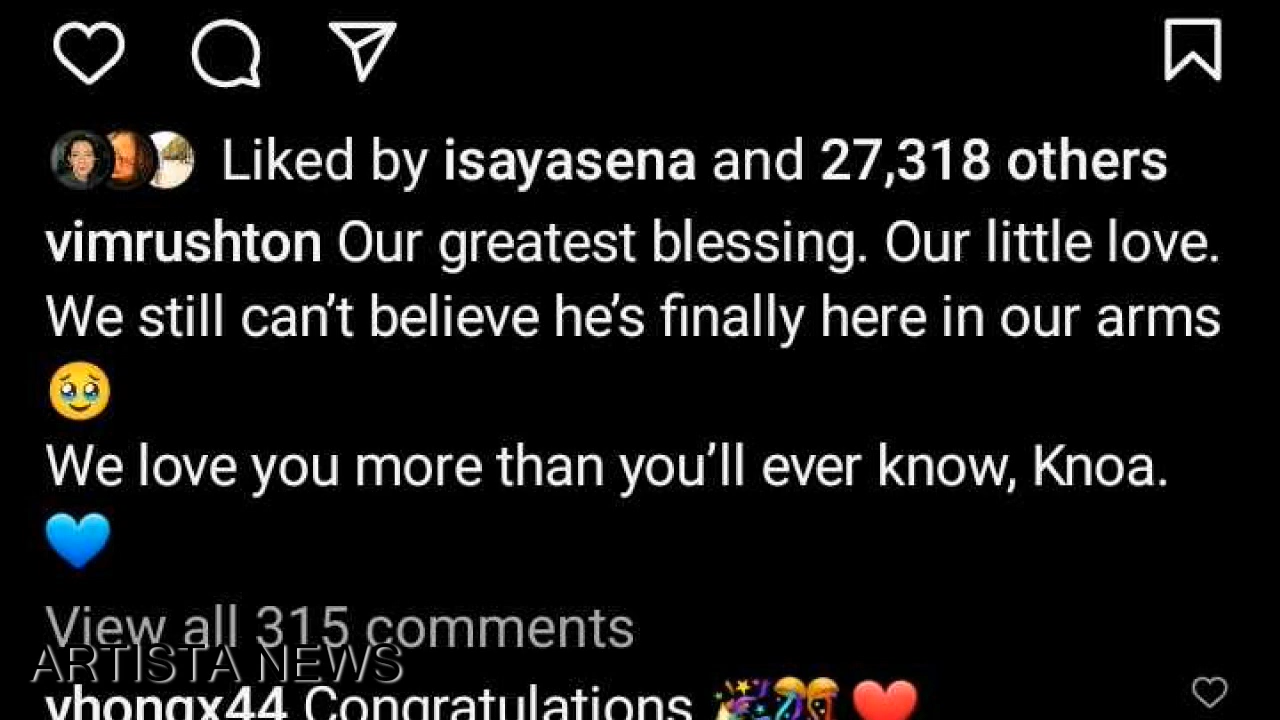 Liked by isayasena and 27,318 others
vimrushton Our greatest blessing. Our little love.
We still can’t believe he’s finally here in our arms
🥹
We love you more than you’ll ever know, Knoa.
💙
View all 315 comments
ARTISTA NEWS
yhongx44 Congratulations 🎉🎊❤️